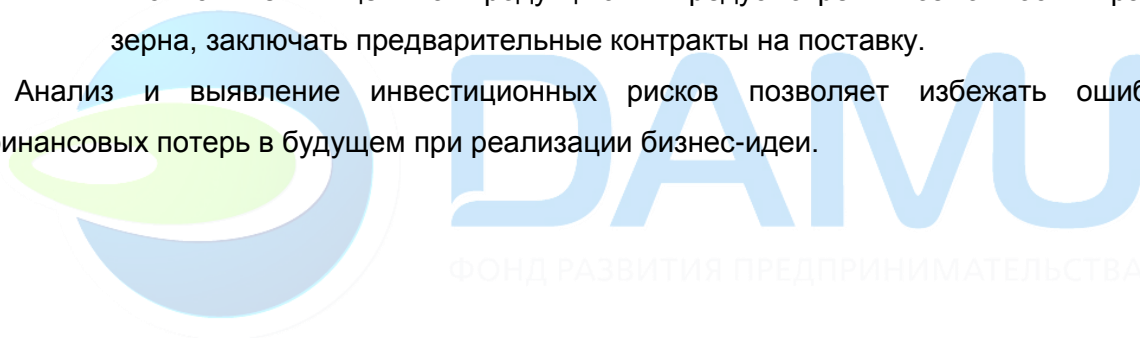 зерна, заключать предварительные контракты на поставку.
Анализ и выявление инвестиционных рисков позволяет избежать
потерь в будущем при реализации бизнес-идеи.
DAMU
ФОНД РАЗВИТИЯ ПРЕДПРИНИМАТЕЛЬСТВА